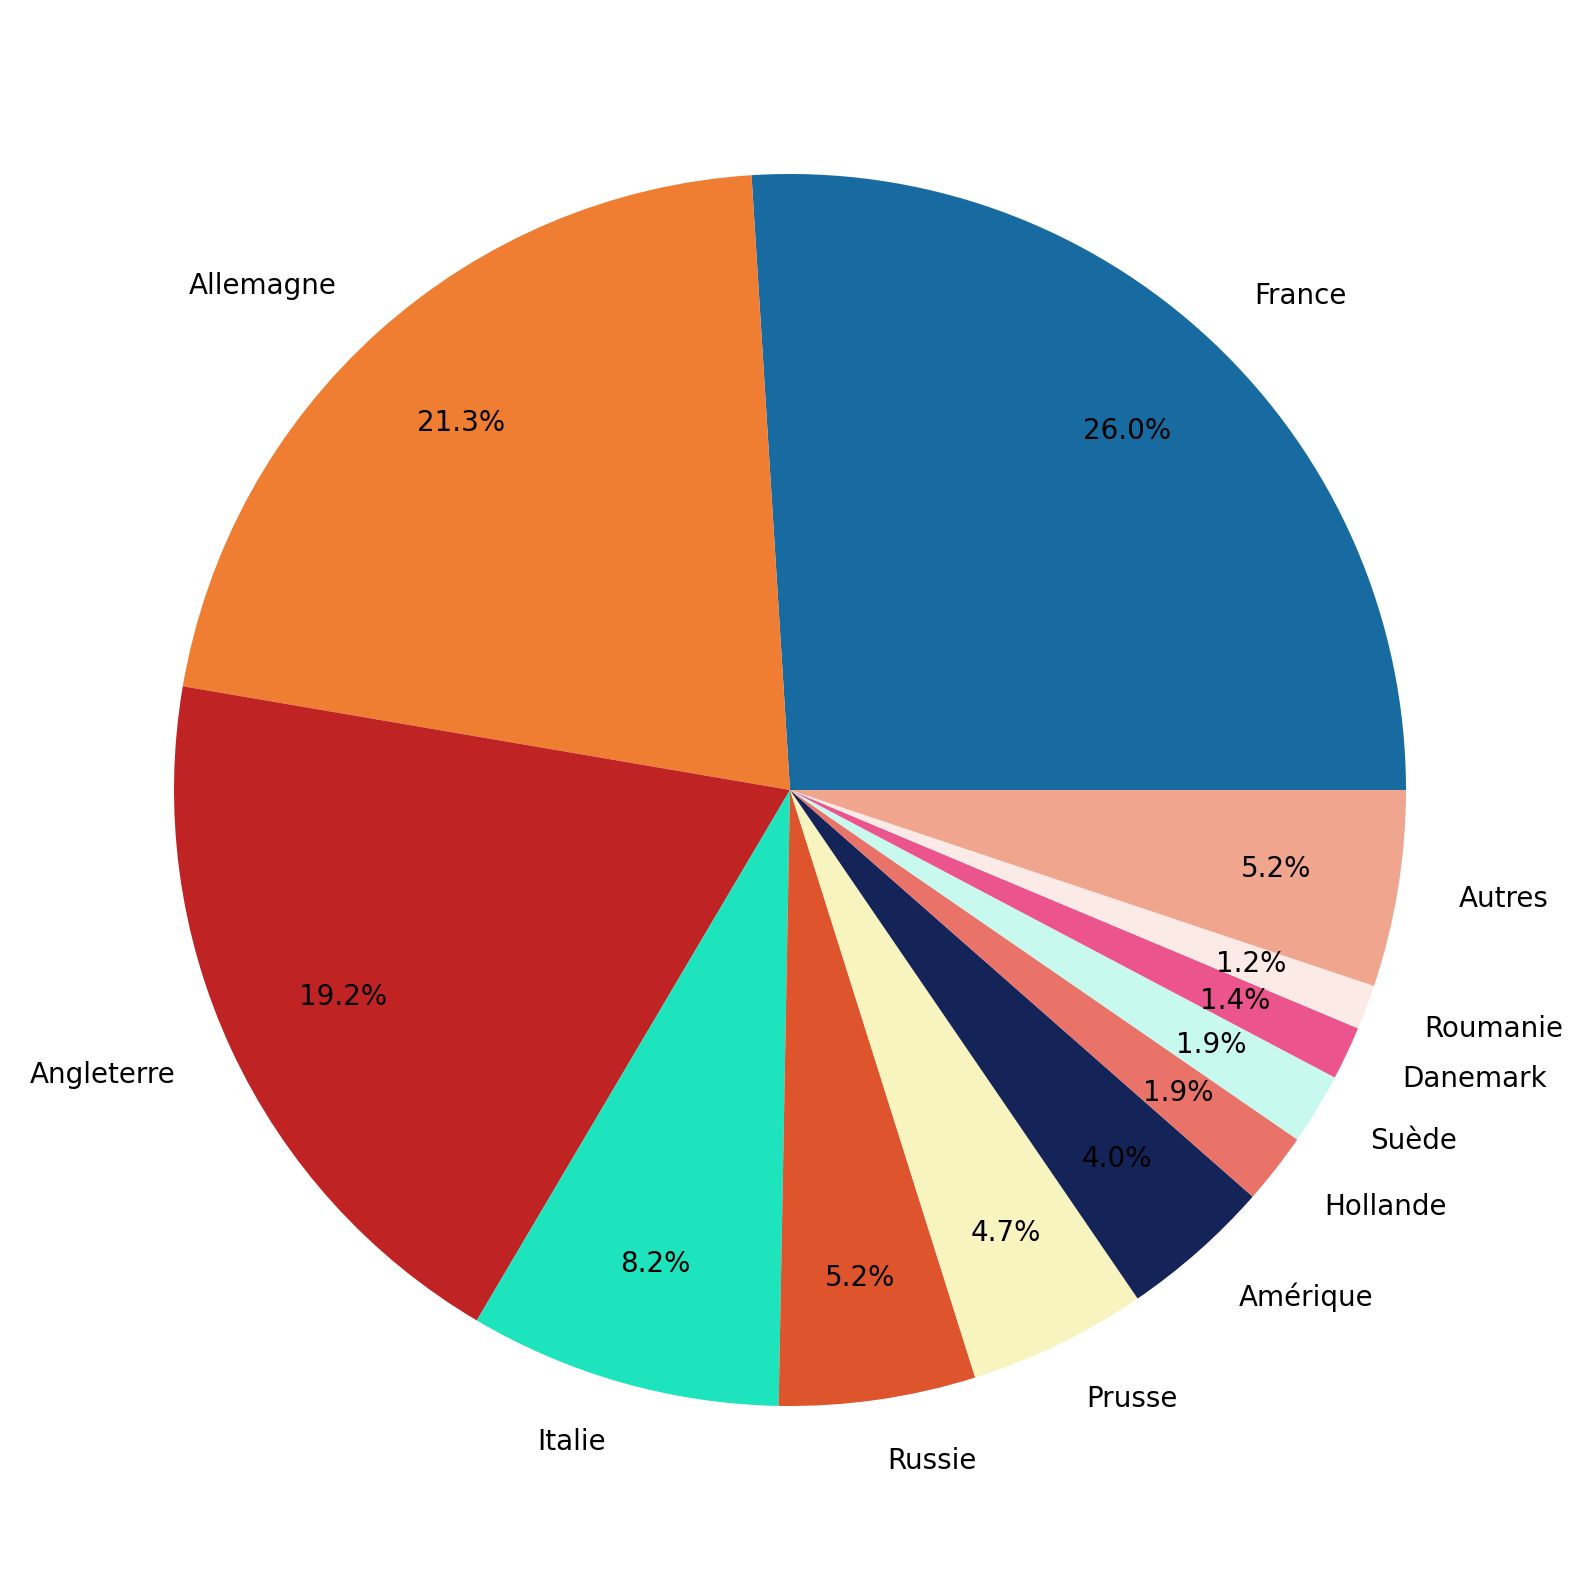 France
26.0%
Allemagne
21.3%
Angleterre
19.2%
Italie
8.2%
Russie
5.2%
Prusse
4.7%
Amérique
4.0%
Hollande
1.9%
Suède
1.9%
Danemark
1.4%
Roumanie
1.2%
Autres
5.2%